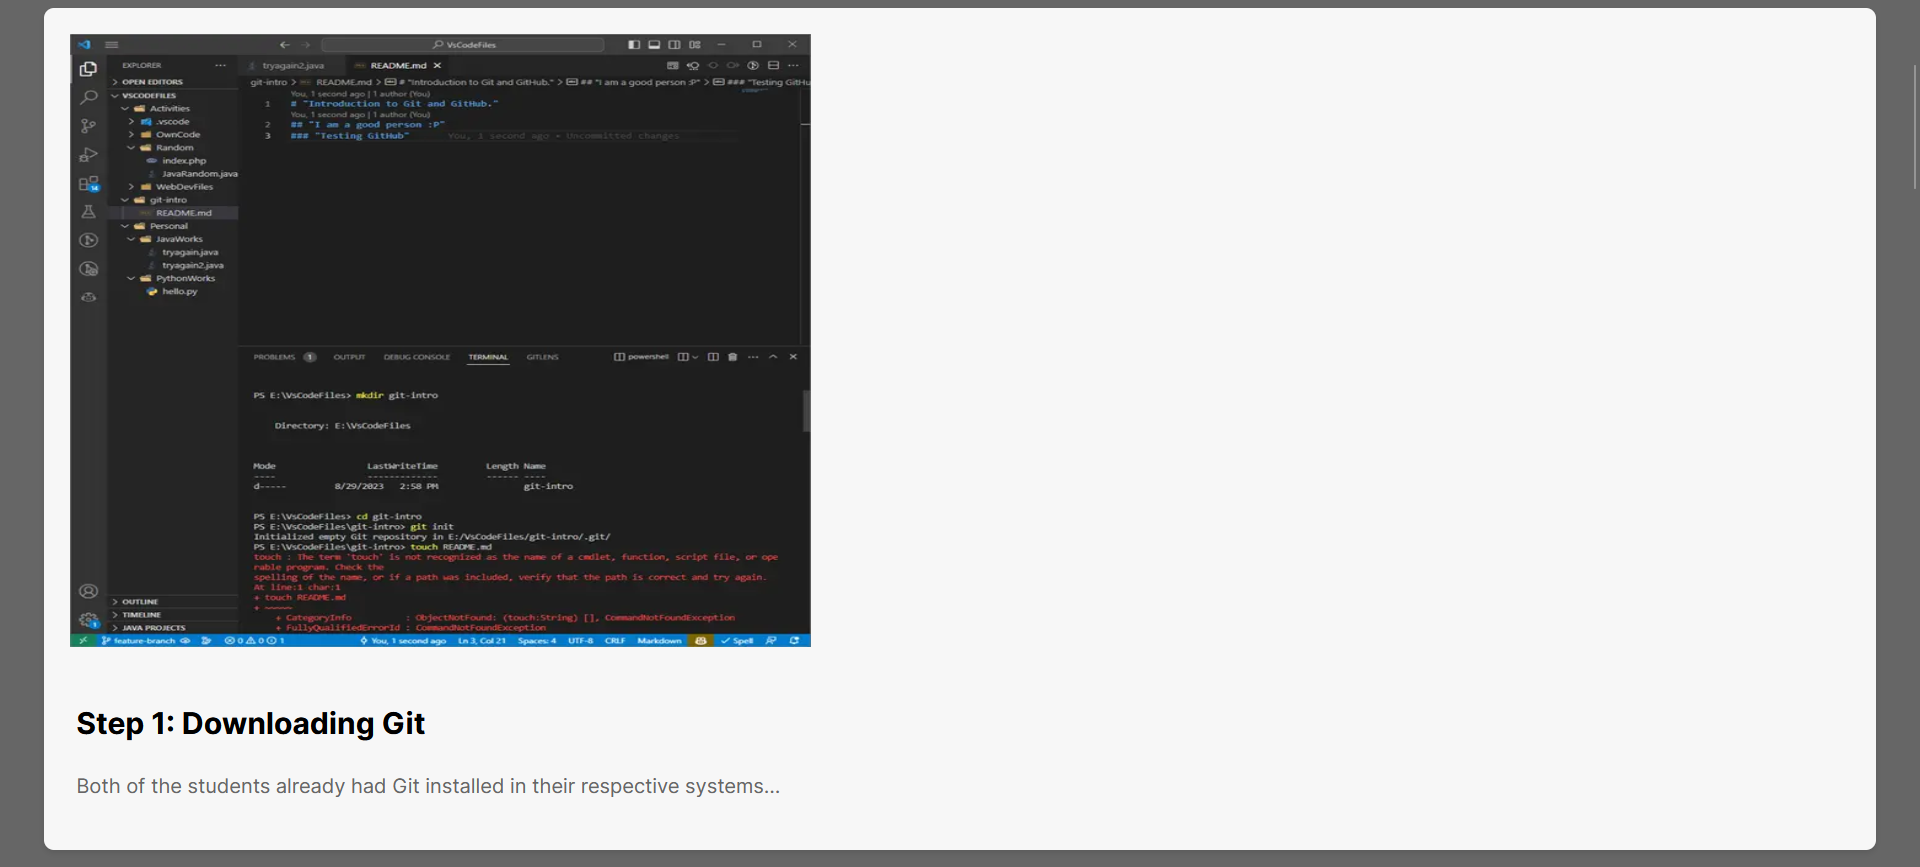 VsCodeFiles
EXPLORER
tryagain2.java
README.md
OPEN EDITORS
git-intro > README.md > # "Introduction to Git and GitHub." > ## "I am a good person :P" > ### "Testing GitHu
VSCODEFILES
Activities
.vscode
OwnCode
Random
index.php
JavaRandom.java
WebDevFiles
git-intro
README.md
Personal
JavaWorks
tryagain.java
tryagain2.java
PythonWorks
hello.py
You, 1 second ago | 1 author (You)
1 # "Introduction to Git and GitHub."
You, 1 second ago | 1 author (You)
2 ## "I am a good person :P"
3 ### "Testing GitHub" You, 1 second ago • Uncommitted changes
14
PROBLEMS 1 OUTPUT DEBUG CONSOLE TERMINAL GITLENS powershell
PS E:\VsCodeFiles> mkdir git-intro
Directory: E:\VsCodeFiles
Mode LastWriteTime Length Name
---- ------------- ------ ----
d----- 8/29/2023 2:58 PM git-intro
PS E:\VsCodeFiles> cd git-intro
PS E:\VsCodeFiles\git-intro> git init
Initialized empty Git repository in E:/VsCodeFiles/git-intro/.git/
PS E:\VsCodeFiles\git-intro> touch README.md
touch : The term 'touch' is not recognized as the name of a cmdlet, function, script file, or ope
rable program. Check the
spelling of the name, or if a path was included, verify that the path is correct and try again.
At line:1 char:1
+ touch README.md
+ ~~~~~
+ CategoryInfo : ObjectNotFound: (touch:String) [], CommandNotFoundException
+ FullyQualifiedErrorId : CommandNotFoundException
OUTLINE
TIMELINE
JAVA PROJECTS
1
feature-branch 0 0 1 You, 1 second ago Ln 3, Col 21 Spaces: 4 UTF-8 CRLF Markdown Spell
Step 1: Downloading Git
Both of the students already had Git installed in their respective systems...